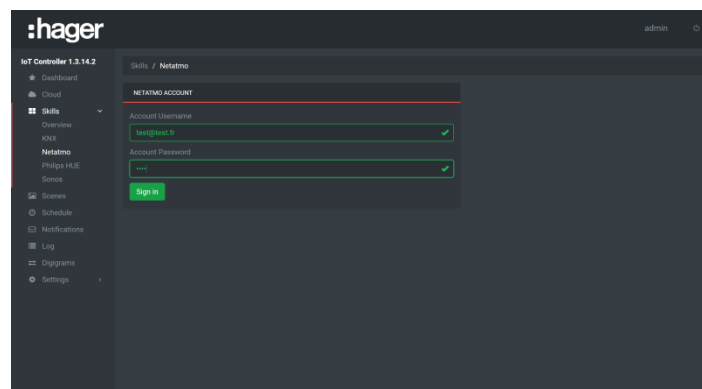 :hager
admin
IoT Controller 1.3.14.2
Skills / Netatmo
Dashboard
Cloud
Skills
Overview
KNX
Netatmo
Philips HUE
Sonos
Scenes
Schedule
Notifications
Log
Digigrams
Settings
NETATMO ACCOUNT
Account Username
test@test.fr
Account Password
••••
Sign in